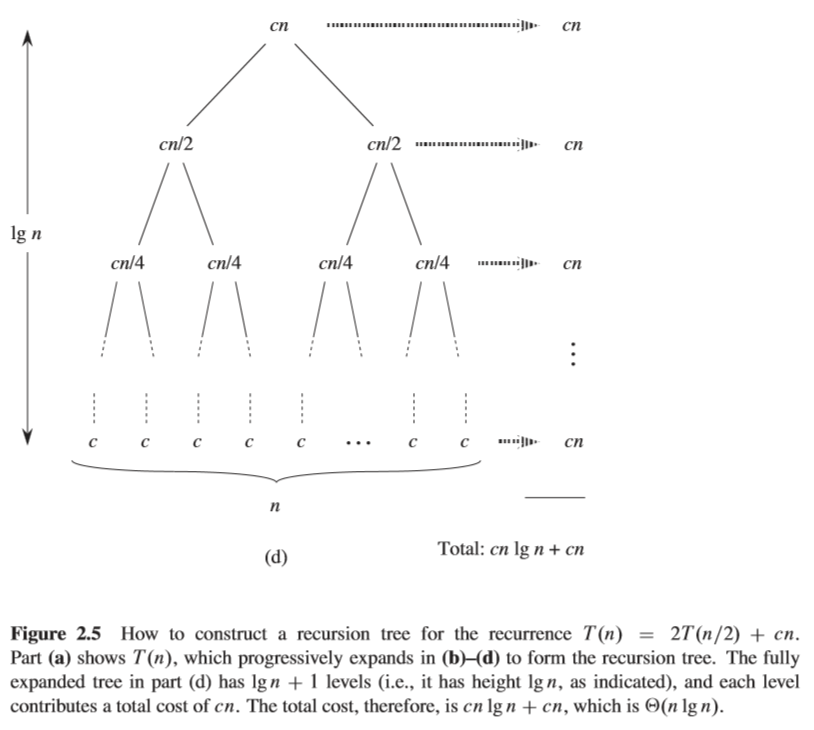 cn cn
cn/2 cn/2 cn
lg n
cn/4 cn/4 cn/4 cn/4 cn
c c c c c ... c c cn
n
Total: cn lg n + cn
(d)
Figure 2.5 How to construct a recursion tree for the recurrence T(n) = 2T(n/2) + cn.
Part (a) shows T(n), which progressively expands in (b)–(d) to form the recursion tree. The fully
expanded tree in part (d) has lg n + 1 levels (i.e., it has height lg n, as indicated), and each level
contributes a total cost of cn. The total cost, therefore, is cn lg n + cn, which is Θ(n lg n).